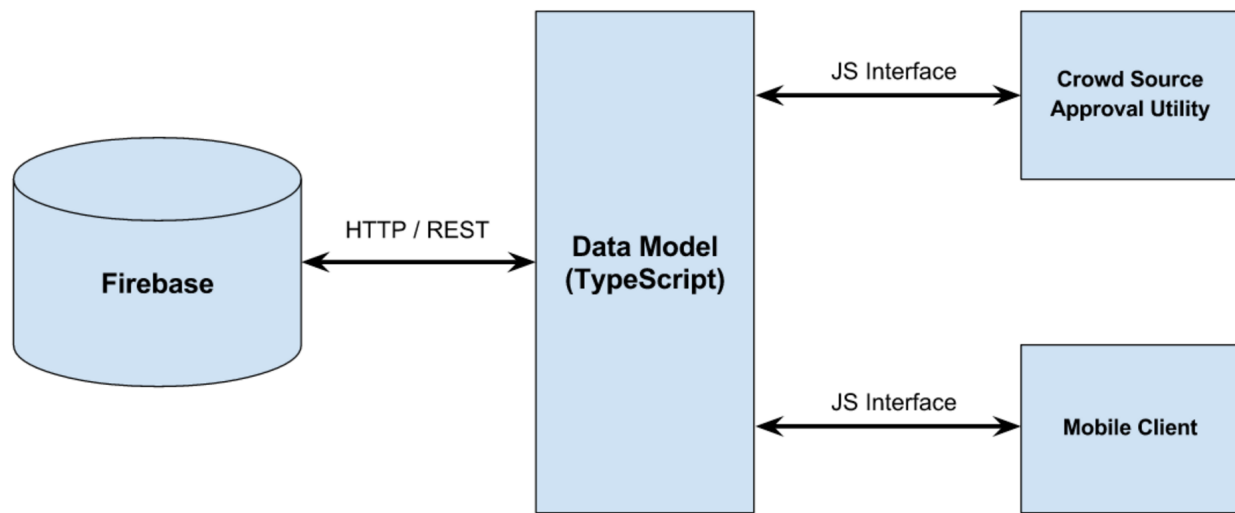 Firebase
HTTP / REST
Data Model
(TypeScript)
JS Interface
Crowd Source
Approval Utility
JS Interface
Mobile Client